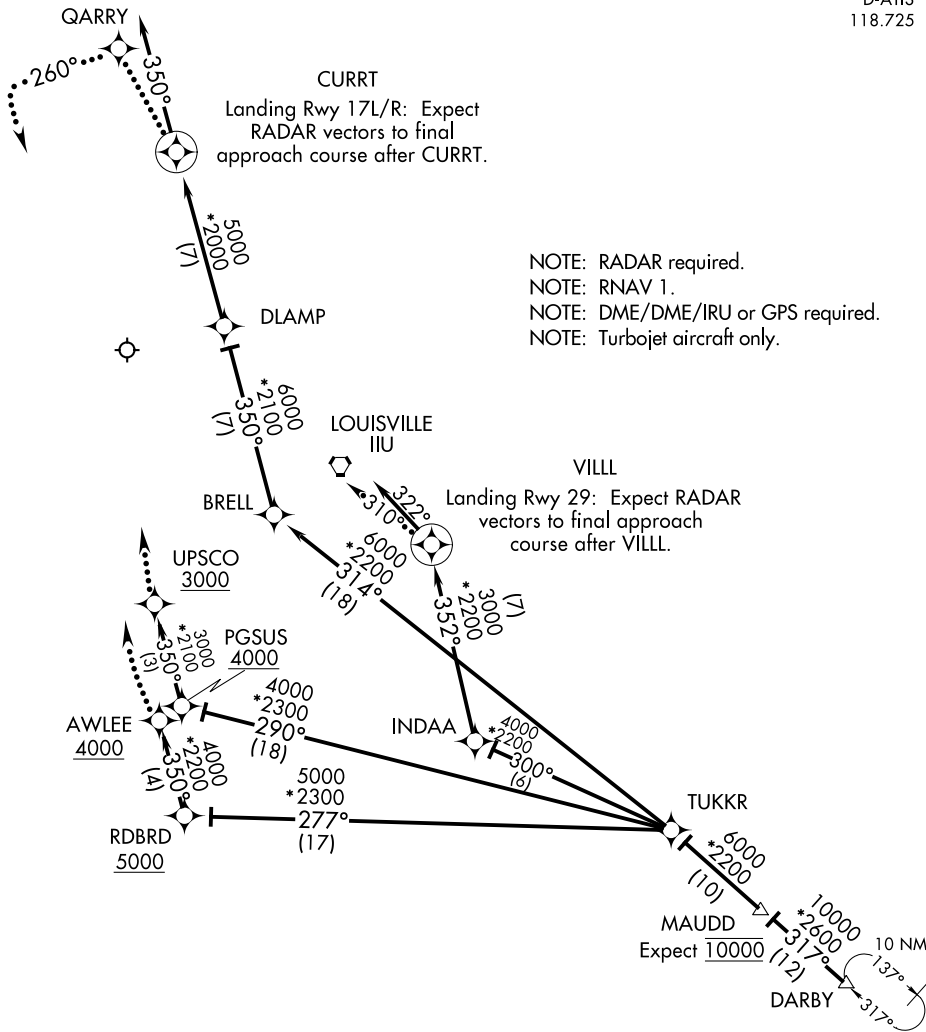 D-ATIS
118.725
QARRY
260°
350°
CURRT
Landing Rwy 17L/R: Expect
RADAR vectors to final
approach course after CURRT.
5000
*2000
(7)
NOTE: RADAR required.
NOTE: RNAV 1.
NOTE: DME/DME/IRU or GPS required.
NOTE: Turbojet aircraft only.
DLAMP
6000
*2100
350°
(7)
LOUISVILLE
IIU
VILLL
Landing Rwy 29: Expect RADAR
vectors to final approach
course after VILLL.
322°
310°
BRELL
6000
*2200
314°
(18)
(7)
3000
*2200
352°
UPSCO
3000
3000
*2100
350°
(3)
PGSUS
4000
4000
*2300
290°
(18)
INDAA
4000
*2200
300°
(6)
AWLEE
4000
4000
*2200
350°
(4)
5000
*2300
277°
(17)
RDBRD
5000
TUKKR
6000
*2200
(10)
MAUDD
Expect 10000
10000
*2600
317°
(12)
DARBY
10 NM
137°
317°